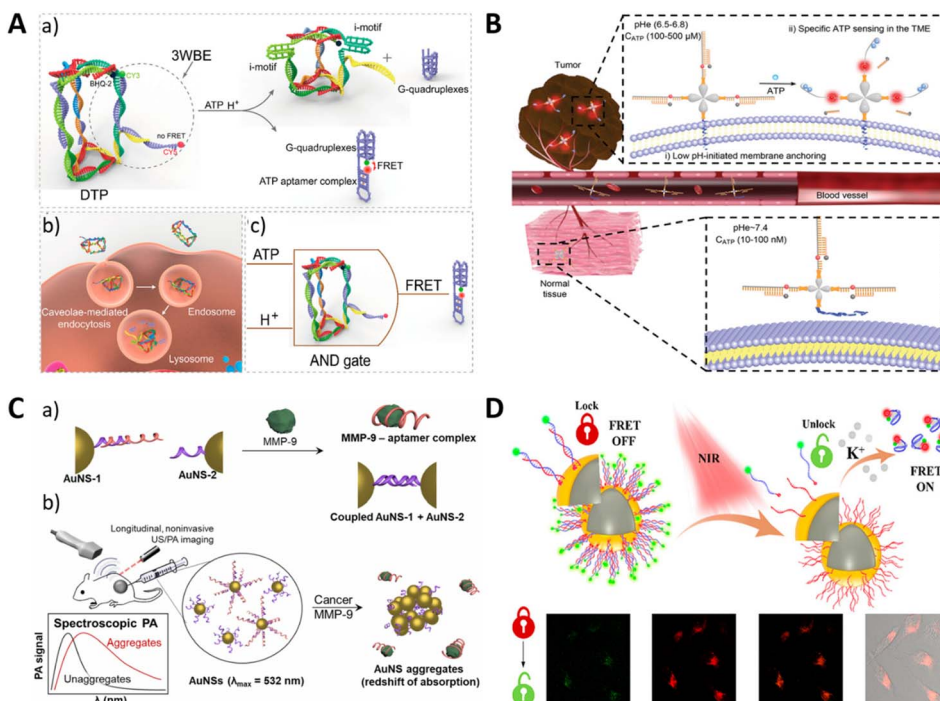 A
a)
3WBE
BHQ-2
CY3
no FRET
CY5
DTP
ATP H⁺
i-motif
i-motif
+
G-quadruplexes
G-quadruplexes
FRET
ATP aptamer complex
b)
Caveolae-mediated
endocytosis
Endosome
Lysosome
c)
ATP
H⁺
FRET
AND gate
B
Tumor
pHe (6.5-6.8)
C_ATP (100-500 µM)
ii) Specific ATP sensing in the TME
ATP
i) Low pH-initiated membrane anchoring
Blood vessel
Normal
tissue
pHe~7.4
C_ATP (10-100 nM)
C
a)
AuNS-1
AuNS-2
MMP-9
MMP-9 – aptamer complex
Coupled AuNS-1 + AuNS-2
b)
Longitudinal, noninvasive
US/PA imaging
Spectroscopic PA
PA signal
Aggregates
Unaggregates
λ (nm)
AuNSs (λmax = 532 nm)
Cancer
MMP-9
AuNS aggregates
(redshift of absorption)
D
Lock
FRET
OFF
NIR
Unlock
K⁺
FRET
ON